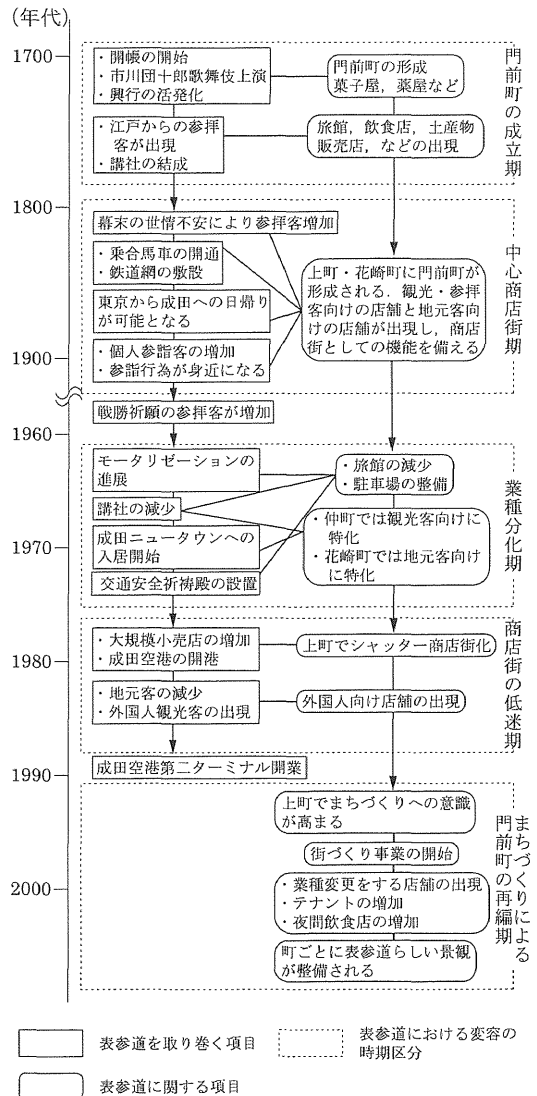 (年代)
1700
・開帳の開始
・市川団十郎歌舞伎上演
・興行の活発化
門前町の形成
菓子屋，薬屋など
門前町の成立期
・江戸からの参拝
客が出現
・講社の結成
旅館，飲食店，土産物
販売店，などの出現
1800
幕末の世情不安により参拝客増加
・乗合馬車の開通
・鉄道網の敷設
東京から成田への日帰り
が可能となる
・個人参詣客の増加
・参詣行為が身近になる
上町・花崎町に門前町が
形成される．観光・参拝
客向けの店舗と地元客向
けの店舗が出現し，商店
街としての機能を備える
中心商店街期
1900
戦勝祈願の参拝客が増加
1960
モータリゼーションの
進展
講社の減少
成田ニュータウンへの
入居開始
交通安全祈祷殿の設置
・旅館の減少
・駐車場の整備
・仲町では観光客向けに
特化
・花崎町では地元客向け
に特化
業種分化期
1970
・大規模小売店の増加
・成田空港の開港
上町でシャッター商店街化
1980
・地元客の減少
・外国人観光客の出現
外国人向け店舗の出現
商店街の低迷期
成田空港第二ターミナル開業
1990
上町でまちづくりへの意識
が高まる
街づくり事業の開始
・業種変更をする店舗の出現
・テナントの増加
・夜間飲食店の増加
町ごとに表参道らしい景観
が整備される
まちづくりによる
門前町の再編期
2000
表参道を取り巻く項目
表参道における変容の
時期区分
表参道に関する項目